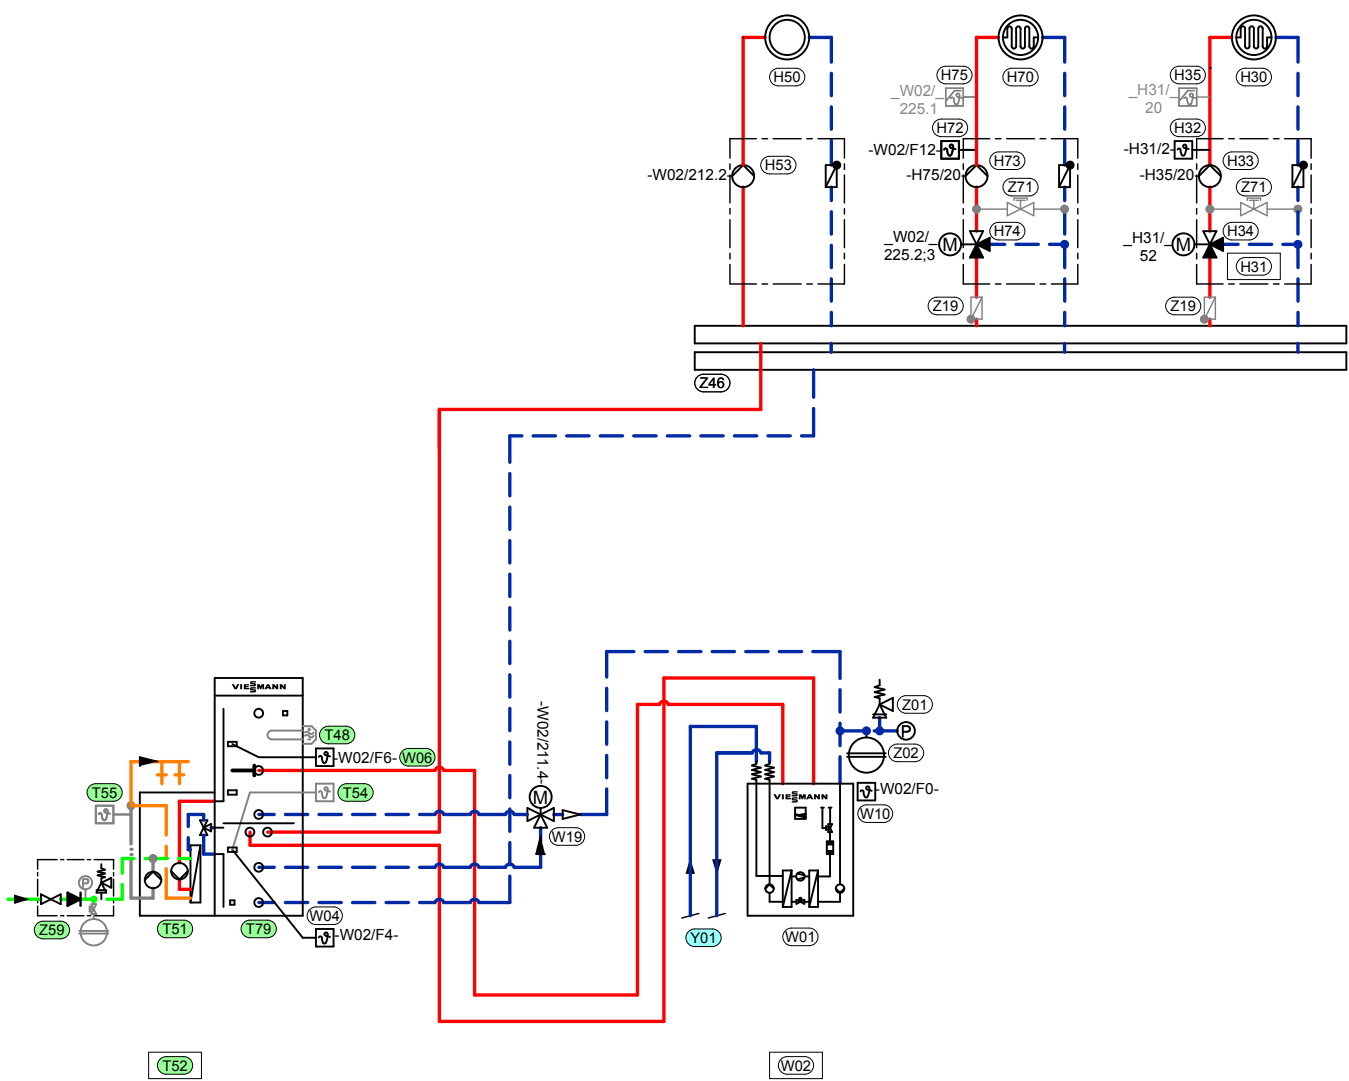 H50
H75
H70
H35
H30
_W02/_
225.1
_H31/_
20
H72
H32
-W02/F12-
-H31/2-
-W02/212.2
H53
-H75/20
H73
-H35/20
H33
Z71
Z71
_W02/_
225.2;3
M
H74
_H31/_
52
M
H34
H31
Z19
Z19
Z46
VIESMANN
T48
-W02/F6-
W06
T55
T54
-W02/211.4-
M
W19
Z01
P
Z02
VIESMANN
-W02/F0-
W10
P
Z59
T51
T79
W04
-W02/F4-
Y01
W01
T52
W02